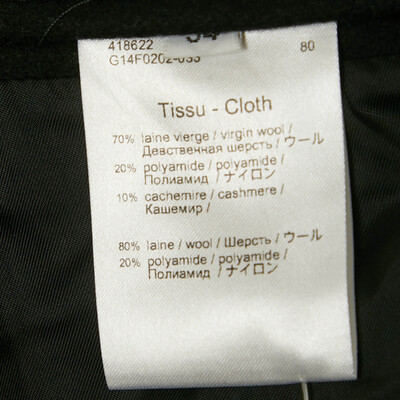 418622 80
G14F0202-033
Tissu - Cloth
70% laine vierge / virgin wool /
Девственная шерсть / ウール
20% polyamide / polyamide /
Полиамид / ナイロン
10% cachemire / cashmere /
Кашемир /
80% laine / wool / Шерсть / ウール
20% polyamide / polyamide /
Полиамид / ナイロン